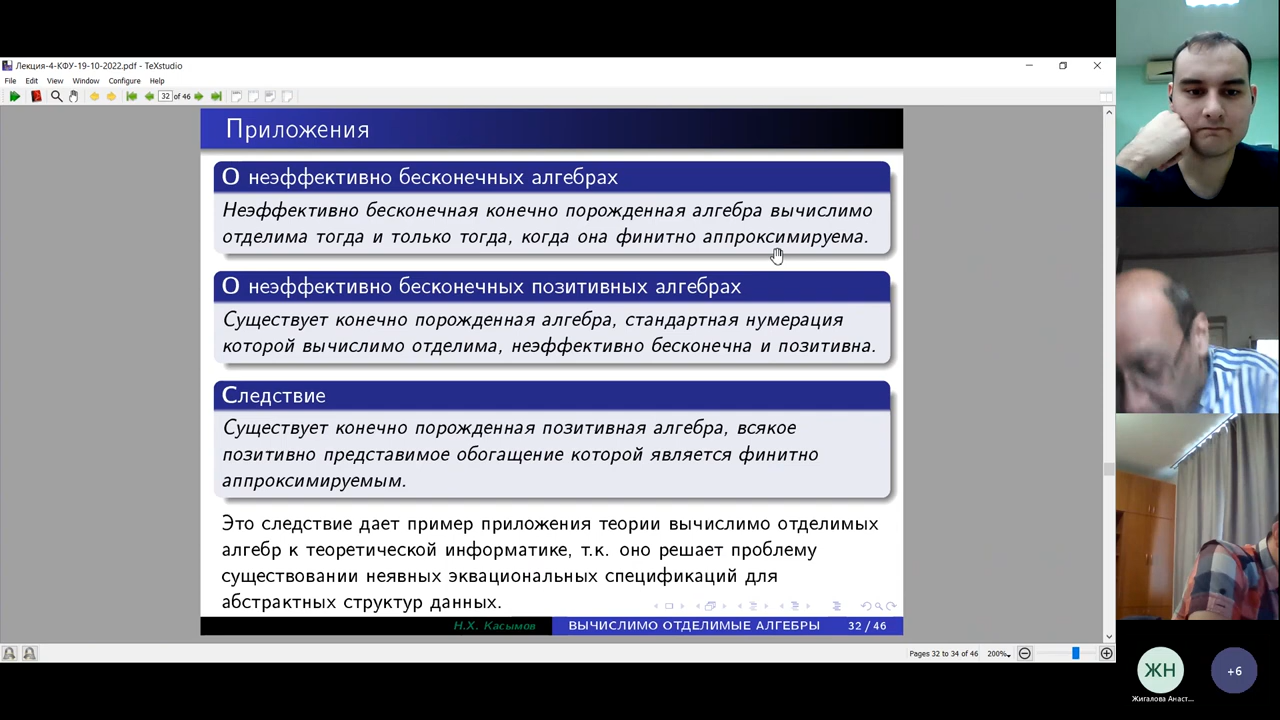 Лекция-4-КФУ-19-10-2022.pdf - TeXstudio
File Edit View Window Configure Help
32 of 46
Приложения
О неэффективно бесконечных алгебрах
Неэффективно бесконечная конечно порожденная алгебра вычислимо
отделима тогда и только тогда, когда она финитно аппроксимируема.
О неэффективно бесконечных позитивных алгебрах
Существует конечно порожденная алгебра, стандартная нумерация
которой вычислимо отделима, неэффективно бесконечна и позитивна.
Следствие
Существует конечно порожденная позитивная алгебра, всякое
позитивно представимое обогащение которой является финитно
аппроксимируемым.
Это следствие дает пример приложения теории вычислимо отделимых
алгебр к теоретической информатике, т.к. оно решает проблему
существовании неявных эквациональных спецификаций для
абстрактных структур данных.
Н.Х. Касымов ВЫЧИСЛИМО ОТДЕЛИМЫЕ АЛГЕБРЫ 32 / 46
Pages 32 to 34 of 46 200%
ЖН
+6
Жигалова Анаст...